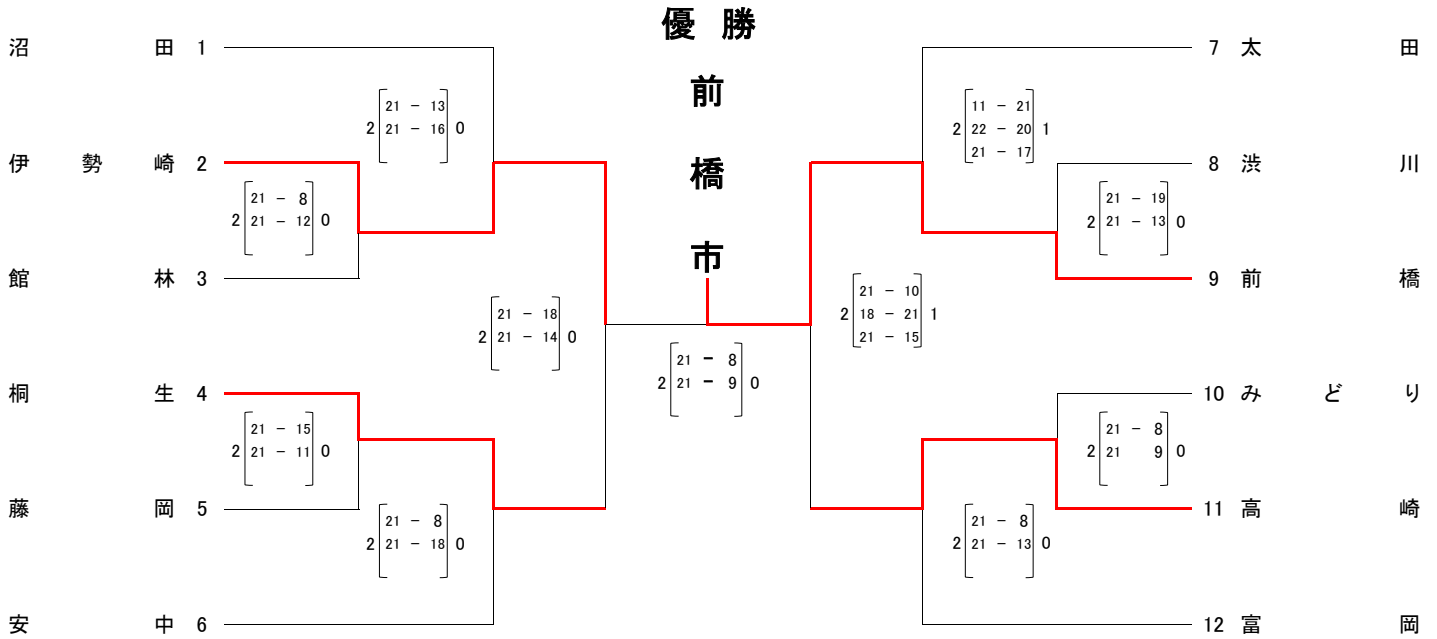 優 勝
前
橋
市
沼 田 1
伊 勢 崎 2
館 林 3
桐 生 4
藤 岡 5
安 中 6
7 太 田
8 渋 川
9 前 橋
10 み ど り
11 高 崎
12 富 岡
21 － 13
2 21 － 16 0
21 － 8
2 21 － 12 0
21 － 18
2 21 － 14 0
21 － 15
2 21 － 11 0
21 － 8
2 21 － 18 0
21 － 8
2 21 － 9 0
11 － 21
2 22 － 20 1
21 － 17
21 － 19
2 21 － 13 0
21 － 10
2 18 － 21 1
21 － 15
21 － 8
2 21 9 0
21 － 8
2 21 － 13 0